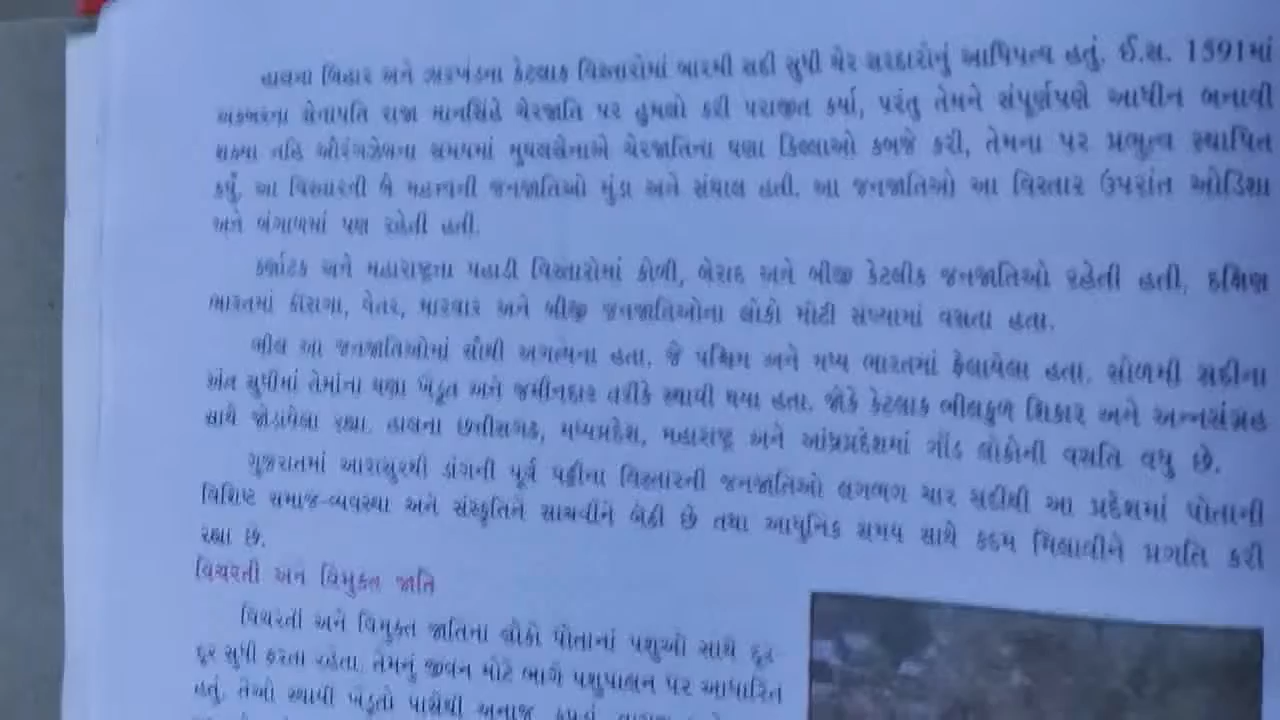 હાલના બિહાર અને ઝારખંડના કેટલાક વિસ્તારોમાં બારમી સદી સુધી ચેર સરદારોનું આધિપત્ય હતું. ઈ.સ. 1591માં
અકબરના સેનાપતિ રાજા માનસિંહે ચેરજાતિ પર હુમલો કરી પરાજીત કર્યા, પરંતુ તેમને સંપૂર્ણપણે આધીન બનાવી
શક્યા નહિ ઔરંગઝેબના સમયમાં મુઘલસેનાએ ચેરજાતિના ઘણા કિલ્લાઓ કબજે કરી, તેમના પર પ્રભુત્વ સ્થાપિત
કર્યું. આ વિસ્તારની બે મહત્ત્વની જનજાતિઓ મુંડા અને સંથાલ હતી. આ જનજાતિઓ આ વિસ્તાર ઉપરાંત ઓડિશા
અને બંગાળમાં પણ રહેતી હતી.
કર્ણાટક અને મહારાષ્ટ્રના પહાડી વિસ્તારોમાં કોળી, બેરાદ અને બીજી કેટલીક જનજાતિઓ રહેતી હતી. દક્ષિણ
ભારતમાં કોરાગા, વેતર, મારવાર અને બીજી જનજાતિઓના લોકો મોટી સંખ્યામાં વસતા હતા.
ભીલ આ જનજાતિઓમાં સૌથી અગત્યના હતા. જે પશ્ચિમ અને મધ્ય ભારતમાં ફેલાયેલા હતા. સોળમી સદીના
અંત સુધીમાં તેમાંના ઘણા ખેડૂત અને જમીનદાર તરીકે સ્થાયી થયા હતા. જોકે કેટલાક ભીલકુળ શિકાર અને અન્નસંગ્રહ
સાથે જોડાયેલા રહ્યા. હાલના છત્તીસગઢ, મધ્યપ્રદેશ, મહારાષ્ટ્ર અને આંધ્રપ્રદેશમાં ગોંડ લોકોની વસતિ વધુ છે.
ગુજરાતમાં આશાસુરથી ડાંગની પૂર્વ પટ્ટીના વિસ્તારની જનજાતિઓ લગભગ ચાર સદીથી આ પ્રદેશમાં પોતાની
વિશિષ્ટ સમાજ-વ્યવસ્થા અને સંસ્કૃતિને સાચવીને બેઠી છે તથા આધુનિક સમય સાથે કદમ મિલાવીને પ્રગતિ કરી
રહ્યા છે.
વિચરતી અને વિમુક્ત જાતિ
વિચરતી અને વિમુક્ત જાતિના લોકો પોતાનાં પશુઓ સાથે દૂર
દૂર સુધી ફરતા રહેતા. તેમનું જીવન મોટે ભાગે પશુપાલન પર આધારિત
હતું. તેઓ સ્થાયી ખેડૂતો પાસેથી અનાજ, કપડાં,